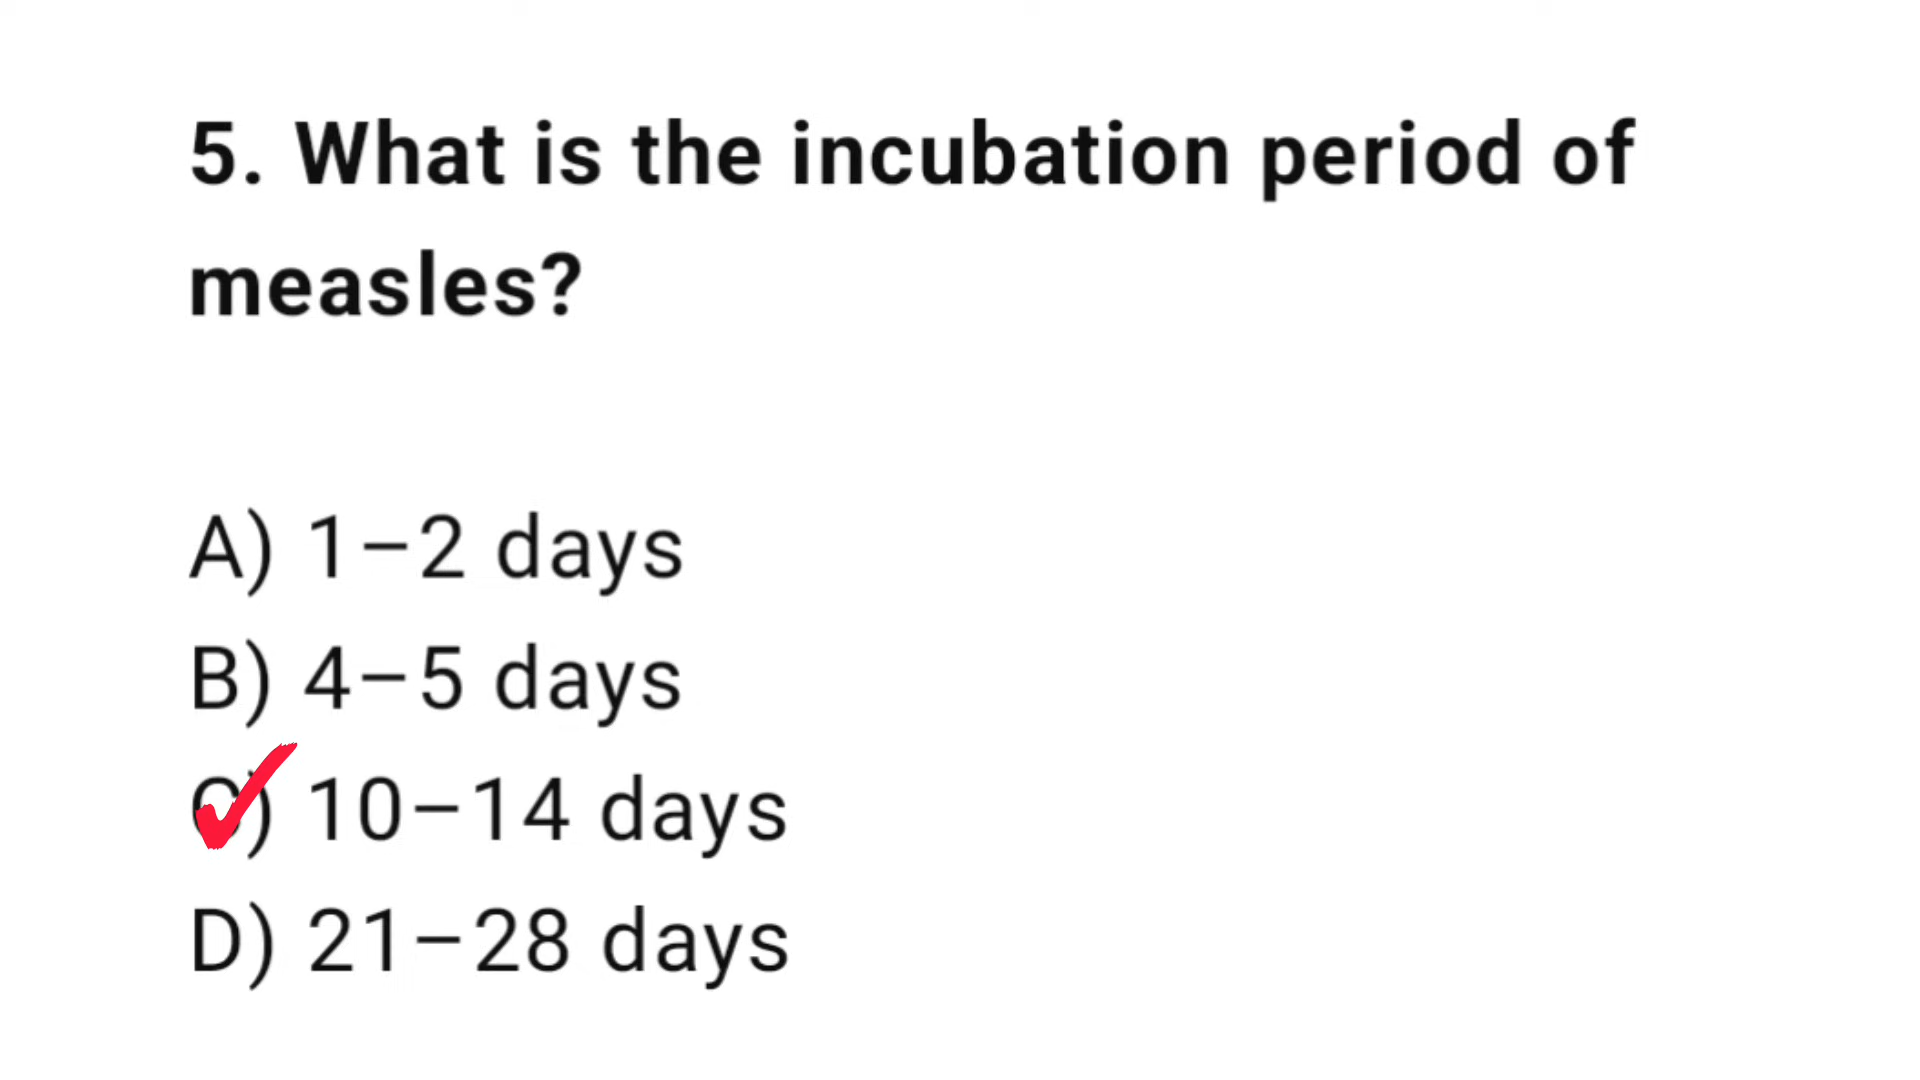 5. What is the incubation period of
measles?
A) 1–2 days
B) 4–5 days
C) 10–14 days
D) 21–28 days